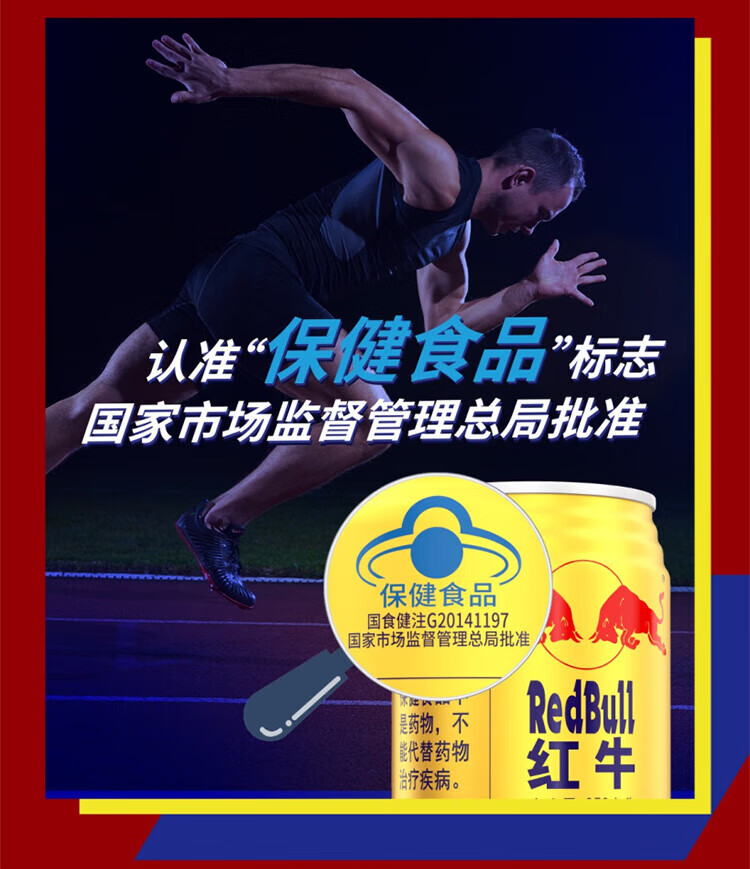 认准“保健食品”标志
国家市场监督管理总局批准
保健食品
国食健注G20141197
国家市场监督管理总局批准
是药物，不
能代替药物
治疗疾病。
RedBull
红牛